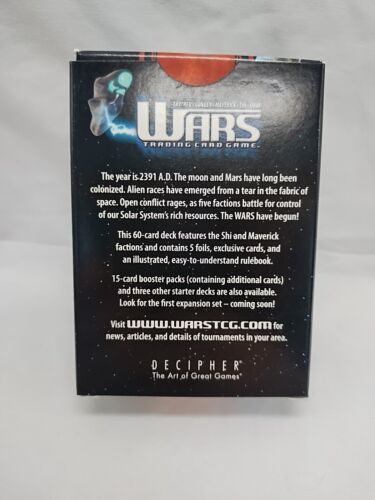 WARS
TRADING CARD GAME.
The year is 2391 A.D. The moon and Mars have long been
colonized. Alien races have emerged from a tear in the fabric of
space. Open conflict rages, as five factions battle for control
of our Solar System's rich resources. The WARS have begun!
This 60-card deck features the Shi and Maverick
factions and contains 5 foils, exclusive cards, and
an illustrated, easy-to-understand rulebook.
15-card booster packs (containing additional cards)
and three other starter decks are also available.
Look for the first expansion set – coming soon!
Visit WWW.WARSTCG.COM for
news, articles, and details of tournaments in your area.
DECIPHER
The Art of Great Games®